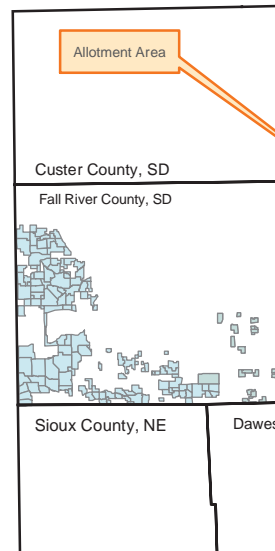 Allotment Area
Custer County, SD
Fall River County, SD
Sioux County, NE
Dawes